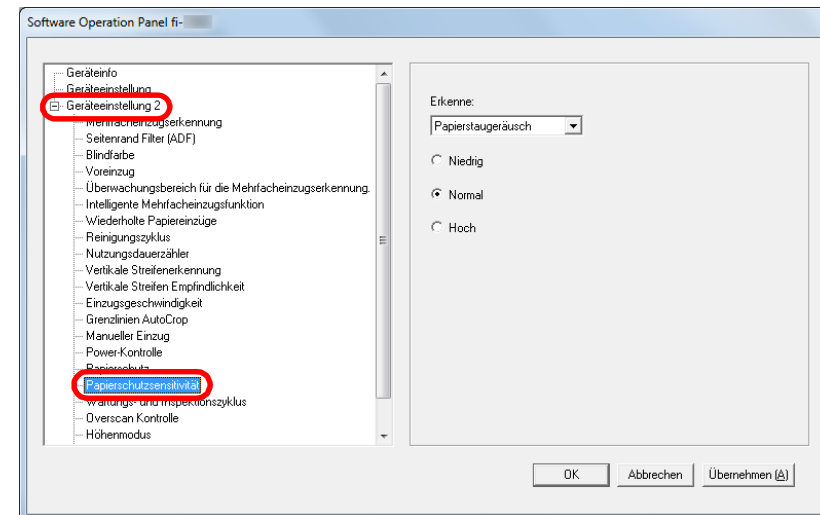 Software Operation Panel fi-
Geräteinfo
Geräteeinstellung
Geräteeinstellung 2
Mehrfacheinzugserkennung
Seitenrand Filter (ADF)
Blindfarbe
Voreinzug
Überwachungsbereich für die Mehrfacheinzugserkennung.
Intelligente Mehrfacheinzugsfunktion
Wiederholte Papiereinzüge
Reinigungszyklus
Nutzungsdauerzähler
Vertikale Streifenerkennung
Vertikale Streifen Empfindlichkeit
Einzugsgeschwindigkeit
Grenzlinien AutoCrop
Manueller Einzug
Power-Kontrolle
Papierschutz
Papierschutzsensitivität
Wartungs- und Inspektionszyklus
Overscan Kontrolle
Höhenmodus
Erkenne:
Papierstaugeräusch
Niedrig
Normal
Hoch
OK
Abbrechen
Übernehmen (A)